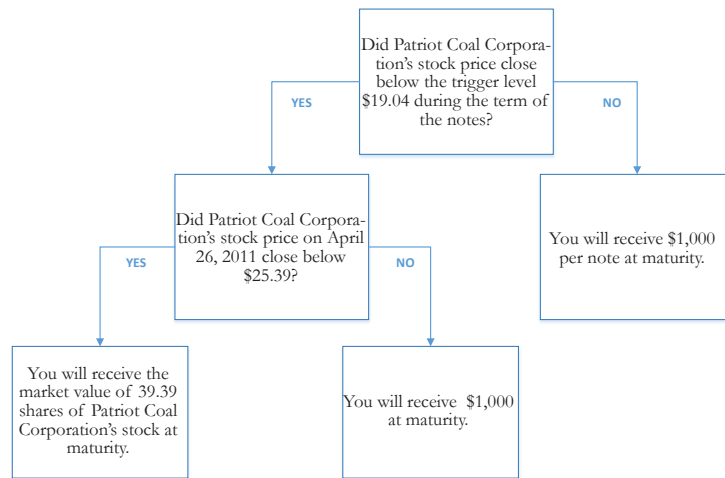 Did Patriot Coal Corpora-
tion's stock price close
below the trigger level
$19.04 during the term of
the notes?
YES
NO
Did Patriot Coal Corpora-
tion's stock price on April
26, 2011 close below
$25.39?
You will receive $1,000
per note at maturity.
YES
NO
You will receive the
market value of 39.39
shares of Patriot Coal
Corporation's stock at
maturity.
You will receive $1,000
at maturity.